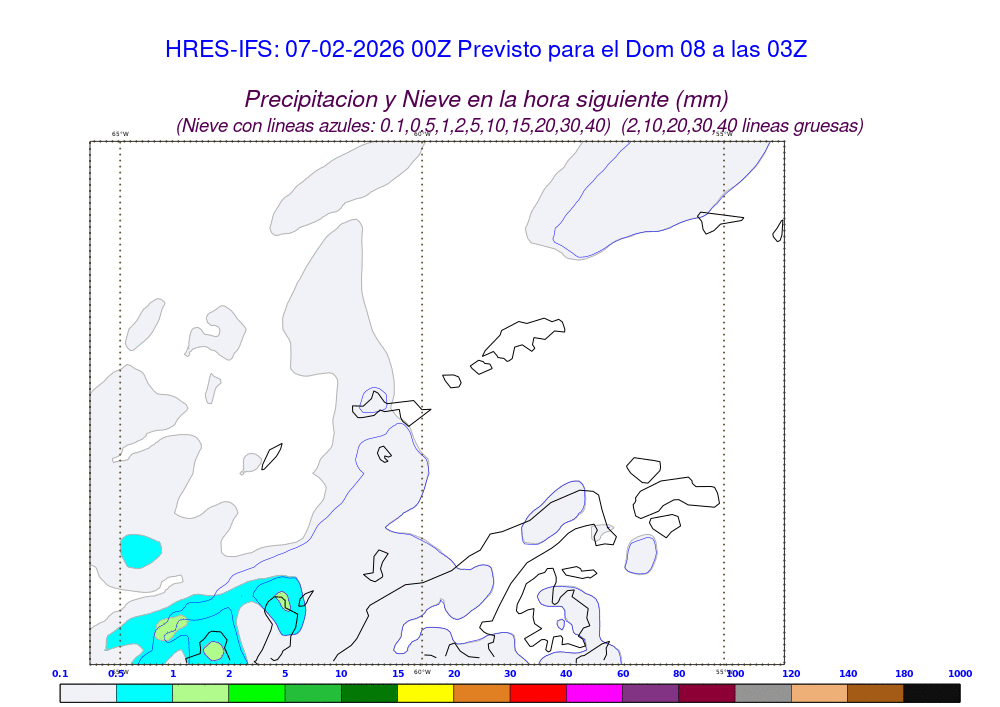 HRES-IFS: 07-02-2026 00Z Previsto para el Dom 08 a las 03Z
Precipitacion y Nieve en la hora siguiente (mm)
(Nieve con lineas azules: 0.1,0.5,1,2,5,10,15,20,30,40)  (2,10,20,30,40 lineas gruesas)
65°W 60°W 55°W
65°W 60°W 55°W
0.1 0.5 1 2 5 10 15 20 30 40 60 80 100 120 140 180 1000